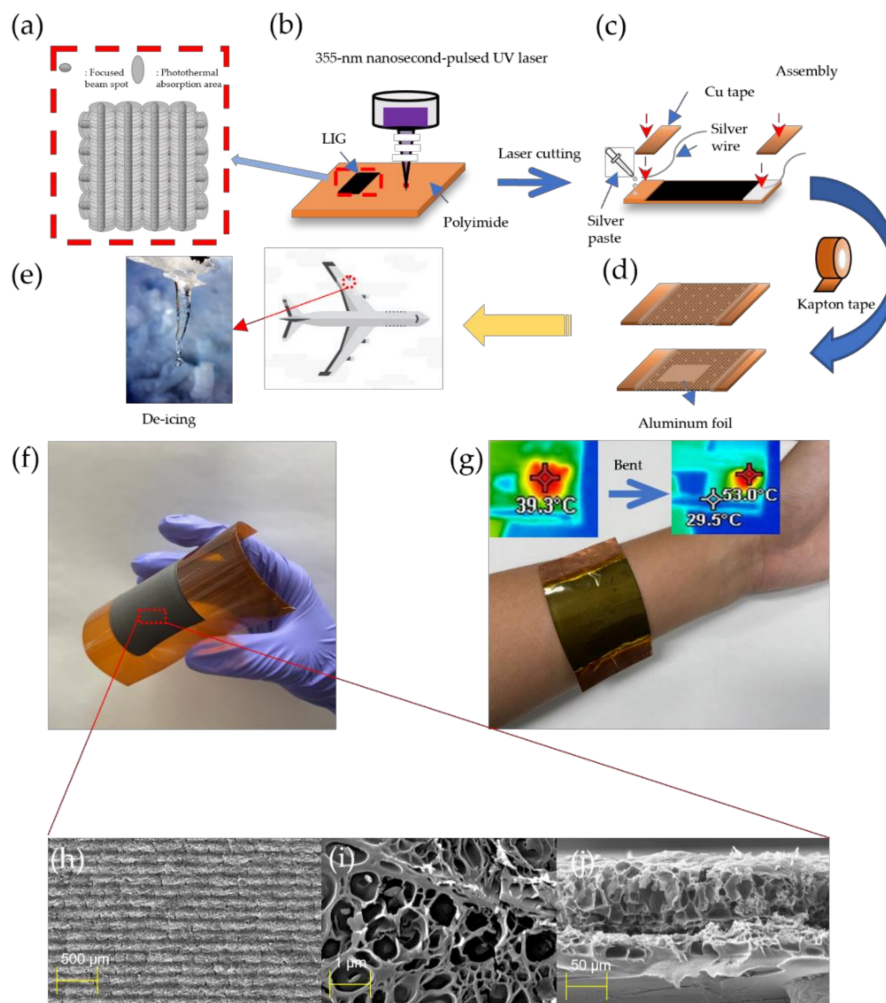 (a)
: Focused
beam spot
: Photothermal
absorption area
(b)
355-nm nanosecond-pulsed UV laser
LIG
Polyimide
Laser cutting
(c)
Assembly
Cu tape
Silver
wire
Silver
paste
Kapton tape
(d)
Aluminum foil
(e)
De-icing
(f)
(g)
39.3°C
Bent
53.0°C
29.5°C
(h)
500 µm
(i)
1 µm
(j)
50 µm